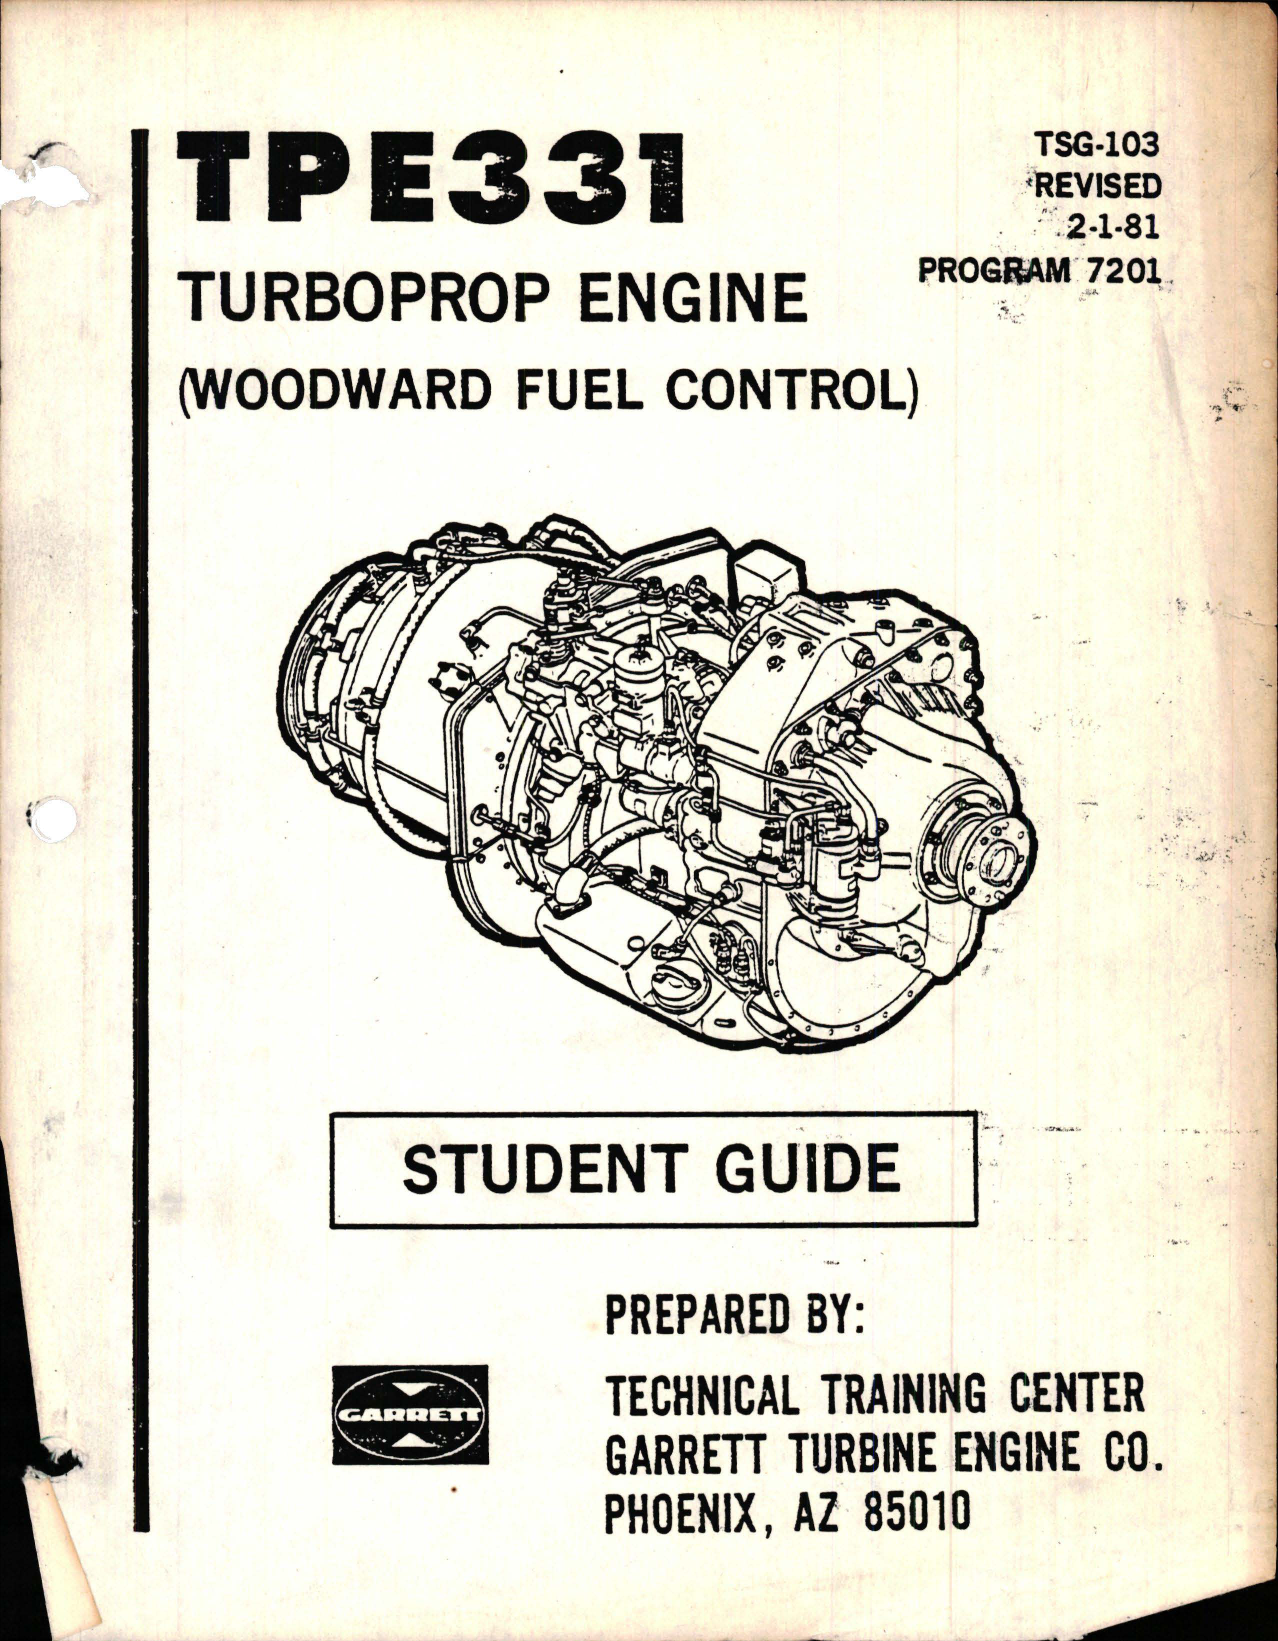 TPE331
TSG-103
REVISED
2-1-81
PROGRAM 7201
TURBOPROP ENGINE
(WOODWARD FUEL CONTROL)
STUDENT GUIDE
PREPARED BY:
GARRETT
TECHNICAL TRAINING CENTER
GARRETT TURBINE ENGINE CO.
PHOENIX, AZ 85010